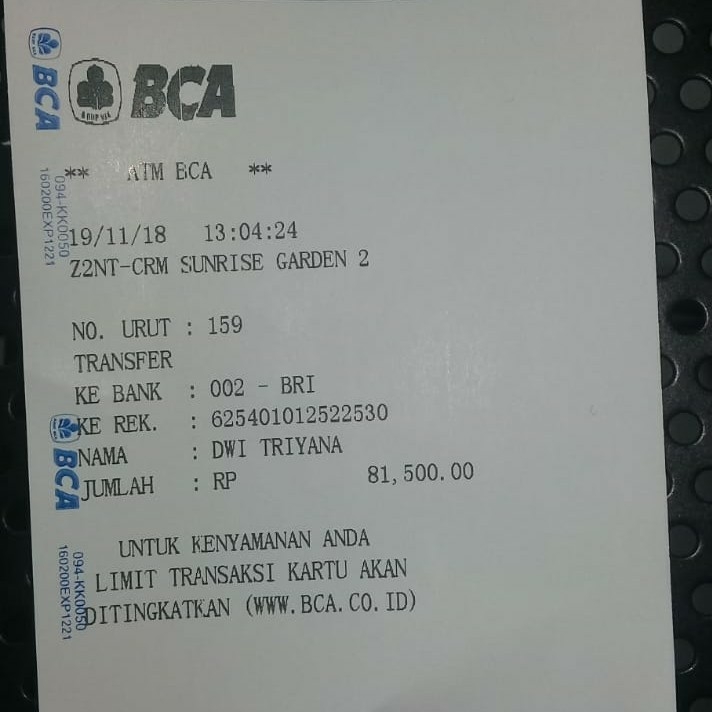 BCA
BCA
** ATM BCA **
094-KK0050
160200EXP1221
19/11/18 13:04:24
Z2NT-CRM SUNRISE GARDEN 2
NO. URUT : 159
TRANSFER
KE BANK : 002 - BRI
KE REK. : 625401012522530
NAMA : DWI TRIYANA
JUMLAH : RP 81,500.00
BCA
UNTUK KENYAMANAN ANDA
LIMIT TRANSAKSI KARTU AKAN
DITINGKATKAN (WWW.BCA.CO.ID)
094-KK0050
160200EXP1221